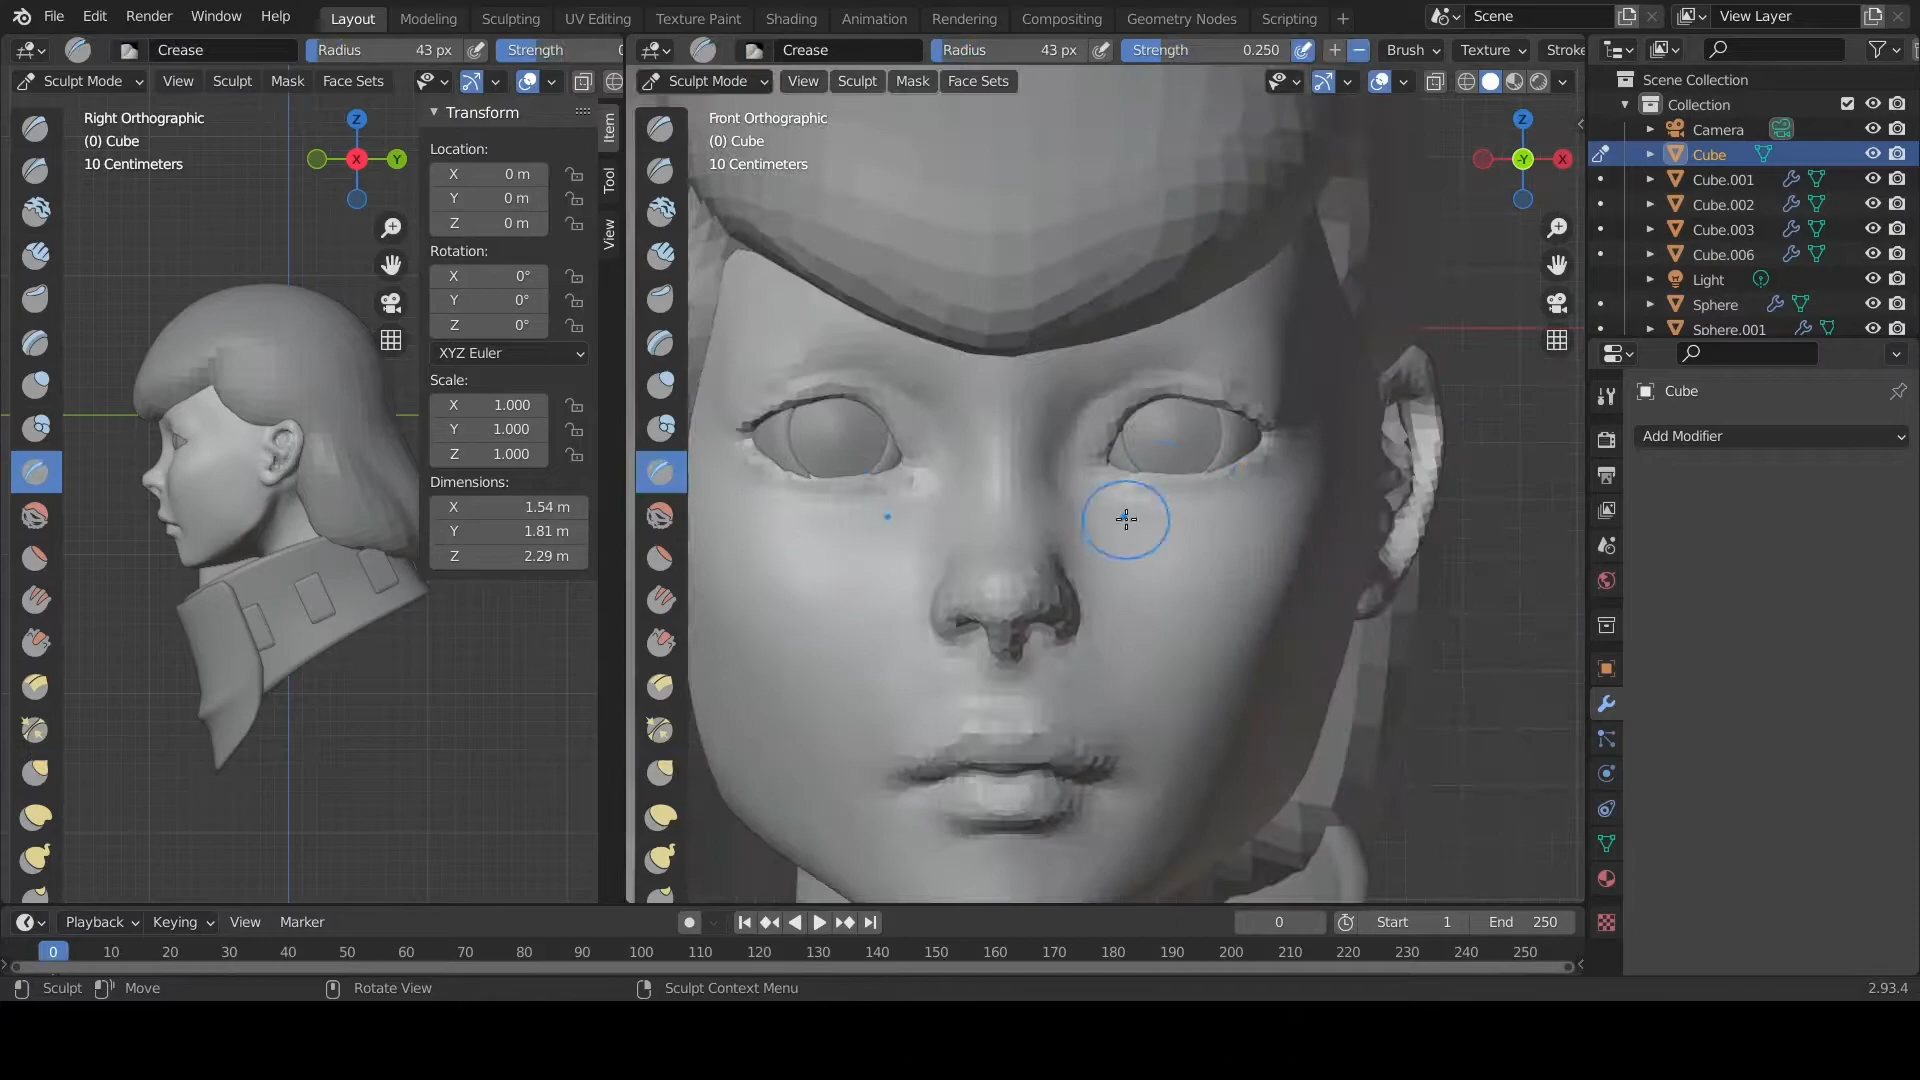 File Edit Render Window Help Layout Modeling Sculpting UV Editing Texture Paint Shading Animation Rendering Compositing Geometry Nodes Scripting + Scene View Layer
Crease Radius 43 px Strength 0
Crease Radius 43 px Strength 0.250 Brush Texture Stroke
Sculpt Mode View Sculpt Mask Face Sets
Sculpt Mode View Sculpt Mask Face Sets
Right Orthographic
(0) Cube
10 Centimeters
Z
X
Y
Transform
Location:
X 0 m
Y 0 m
Z 0 m
Rotation:
X 0°
Y 0°
Z 0°
XYZ Euler
Scale:
X 1.000
Y 1.000
Z 1.000
Dimensions:
X 1.54 m
Y 1.81 m
Z 2.29 m
Item
Tool
View
Front Orthographic
(0) Cube
10 Centimeters
Z
-Y
X
Scene Collection
Collection
Camera
Cube
Cube.001
Cube.002
Cube.003
Cube.006
Light
Sphere
Sphere.001
Cube
Add Modifier
Playback Keying View Marker 0 Start 1 End 250
0 10 20 30 40 50 60 70 80 90 100 110 120 130 140 150 160 170 180 190 200 210 220 230 240 250
Sculpt Move Rotate View Sculpt Context Menu 2.93.4